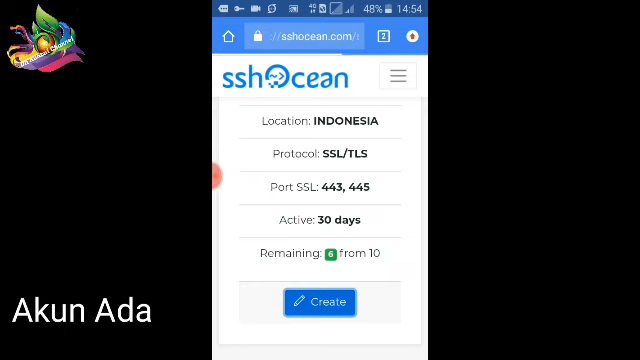 48% 14:54
://sshocean.com/
2
sshOcean
Location: INDONESIA
Protocol: SSL/TLS
Port SSL: 443, 445
Active: 30 days
Remaining: 6 from 10
Create
Akun Ada